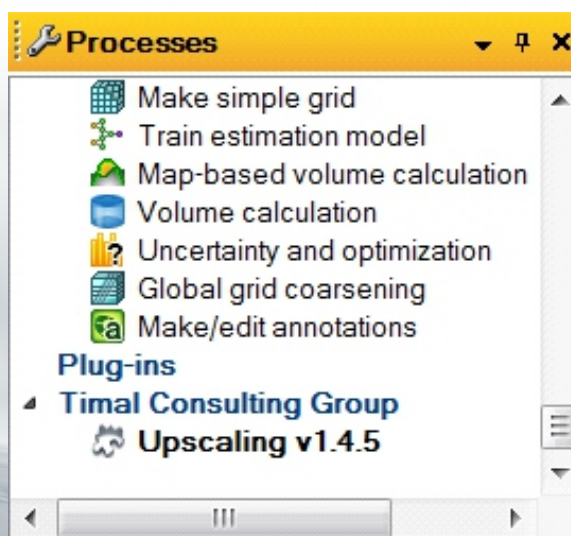 Processes
Make simple grid
Train estimation model
Map-based volume calculation
Volume calculation
Uncertainty and optimization
Global grid coarsening
Make/edit annotations
Plug-ins
Timal Consulting Group
Upscaling v1.4.5